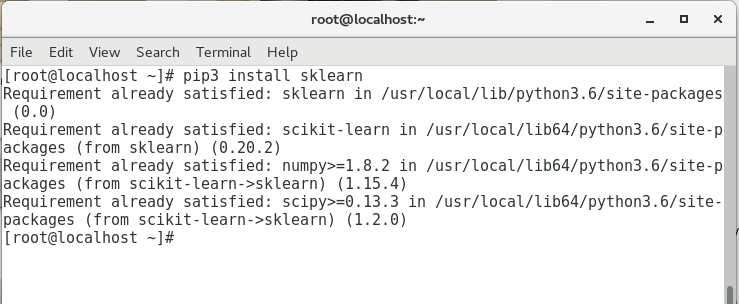 root@localhost:~
File Edit View Search Terminal Help
[root@localhost ~]# pip3 install sklearn
Requirement already satisfied: sklearn in /usr/local/lib/python3.6/site-packages
 (0.0)
Requirement already satisfied: scikit-learn in /usr/local/lib64/python3.6/site-p
ackages (from sklearn) (0.20.2)
Requirement already satisfied: numpy>=1.8.2 in /usr/local/lib64/python3.6/site-p
ackages (from scikit-learn->sklearn) (1.15.4)
Requirement already satisfied: scipy>=0.13.3 in /usr/local/lib64/python3.6/site-
packages (from scikit-learn->sklearn) (1.2.0)
[root@localhost ~]#